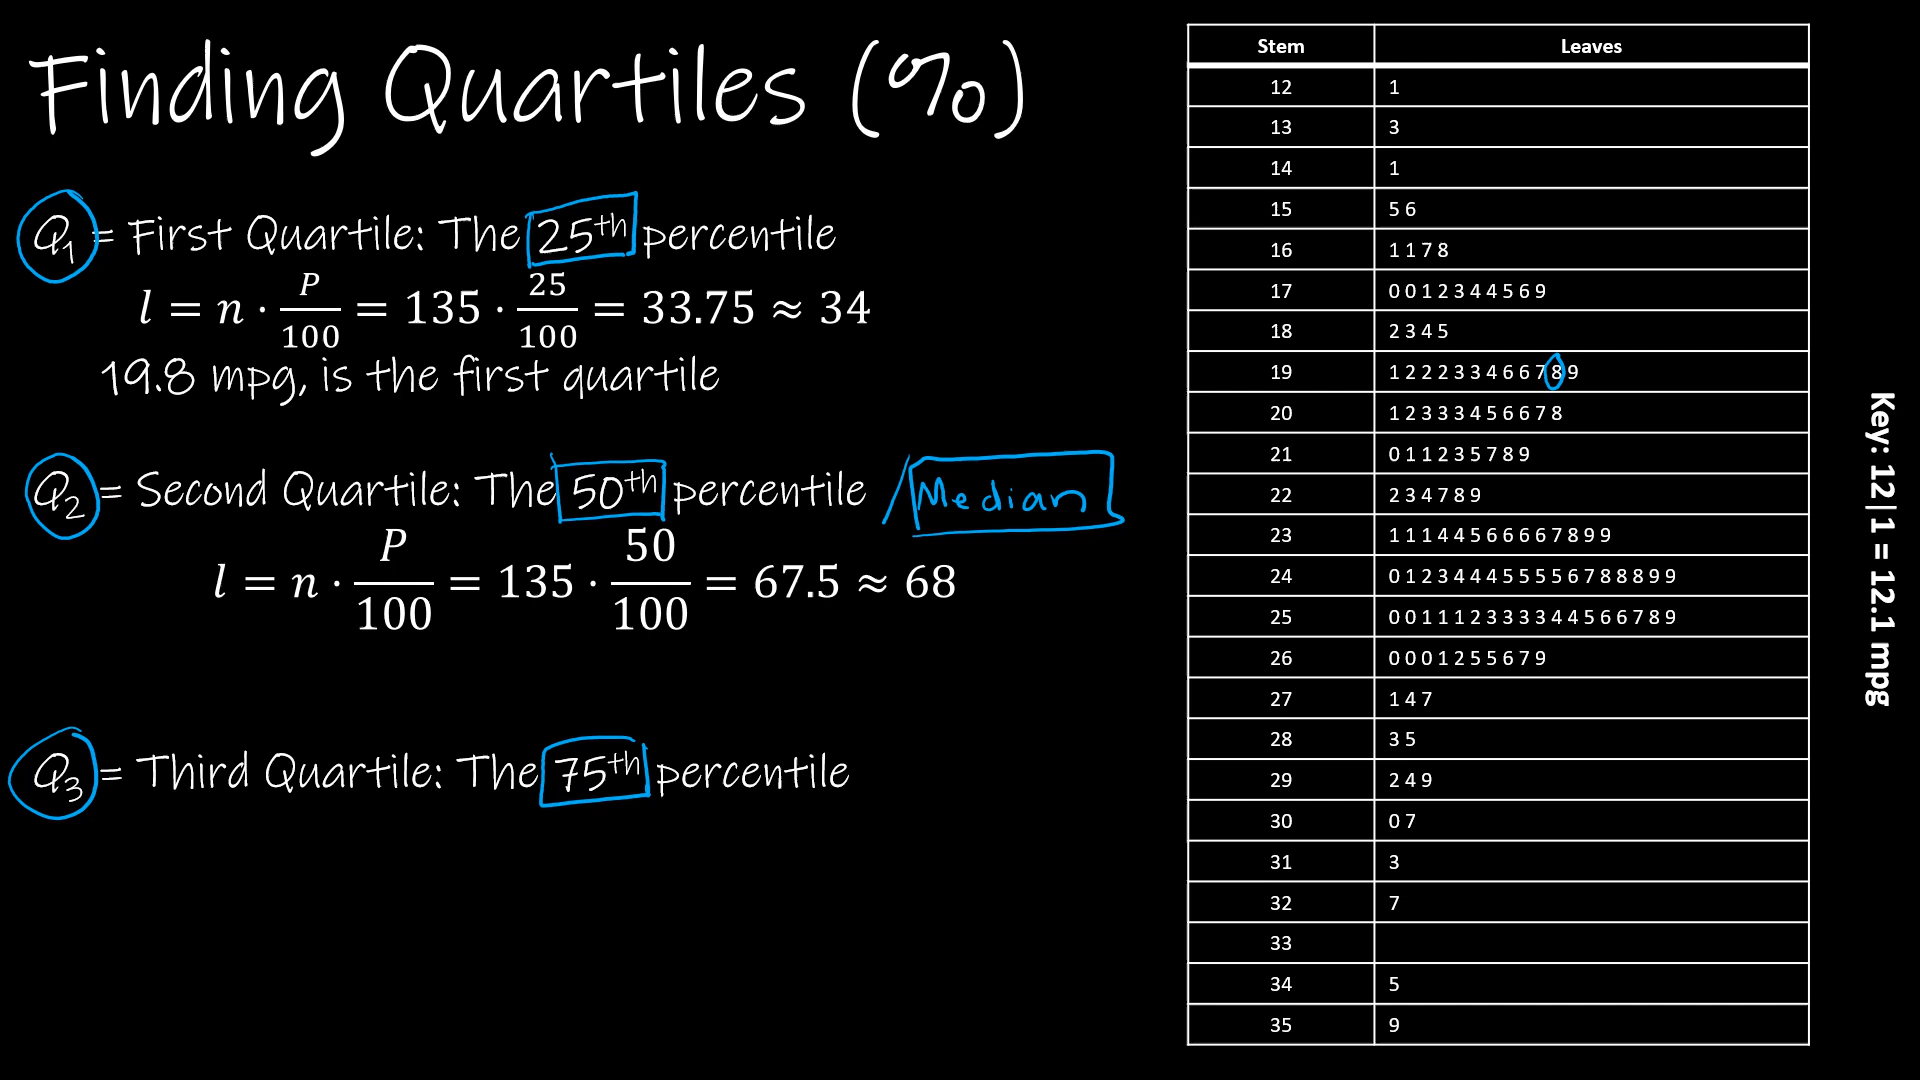 Finding Quartiles (%)
Q₁ = First Quartile: The 25ᵗʰ percentile
l = n · P/100 = 135 · 25/100 = 33.75 ≈ 34
19.8 mpg, is the first quartile
Q₂ = Second Quartile: The 50ᵗʰ percentile / Median
l = n · P/100 = 135 · 50/100 = 67.5 ≈ 68
Q₃ = Third Quartile: The 75ᵗʰ percentile
Stem Leaves
12 1
13 3
14 1
15 5 6
16 1 1 7 8
17 0 0 1 2 3 4 4 5 6 9
18 2 3 4 5
19 1 2 2 2 3 3 4 6 6 7 8 9
20 1 2 3 3 3 4 5 6 6 7 8
21 0 1 1 2 3 5 7 8 9
22 2 3 4 7 8 9
23 1 1 1 4 4 5 6 6 6 6 7 8 9 9
24 0 1 2 3 4 4 4 5 5 5 5 6 7 8 8 8 9 9
25 0 0 1 1 1 2 3 3 3 3 4 4 5 6 6 7 8 9
26 0 0 0 1 2 5 5 6 7 9
27 1 4 7
28 3 5
29 2 4 9
30 0 7
31 3
32 7
33
34 5
35 9
Key: 12|1 = 12.1 mpg